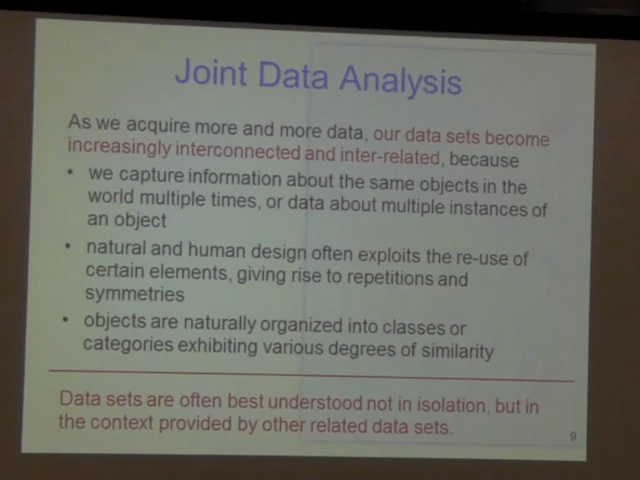 Joint Data Analysis
As we acquire more and more data, our data sets become
increasingly interconnected and inter-related, because
• we capture information about the same objects in the
world multiple times, or data about multiple instances of
an object
• natural and human design often exploits the re-use of
certain elements, giving rise to repetitions and
symmetries
• objects are naturally organized into classes or
categories exhibiting various degrees of similarity
Data sets are often best understood not in isolation, but in
the context provided by other related data sets.
9